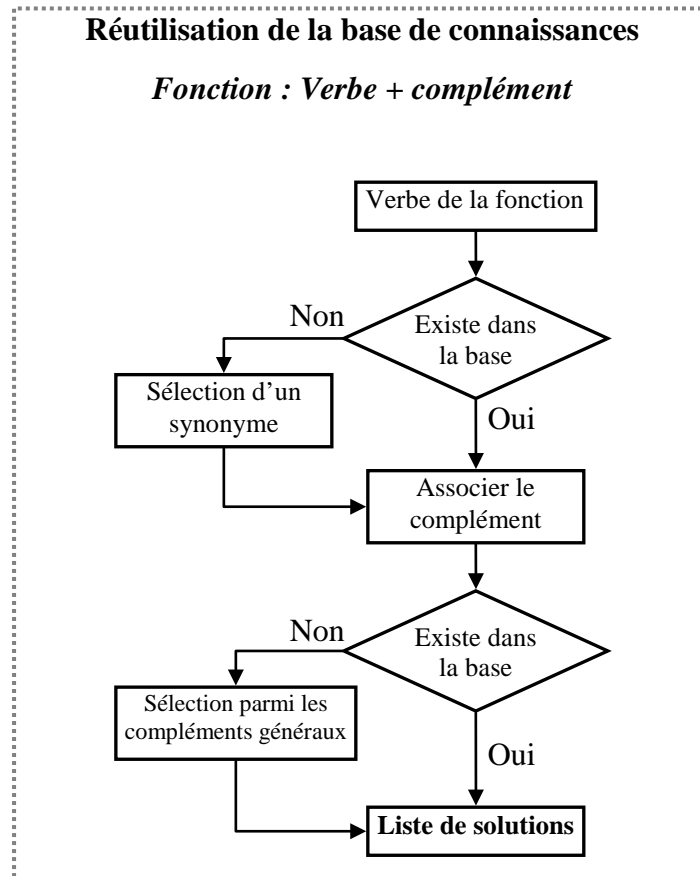 Réutilisation de la base de connaissances
Fonction : Verbe + complément
Verbe de la fonction
Non
Existe dans
la base
Sélection d’un
synonyme
Oui
Associer le
complément
Non
Existe dans
la base
Sélection parmi les
compléments généraux
Oui
Liste de solutions